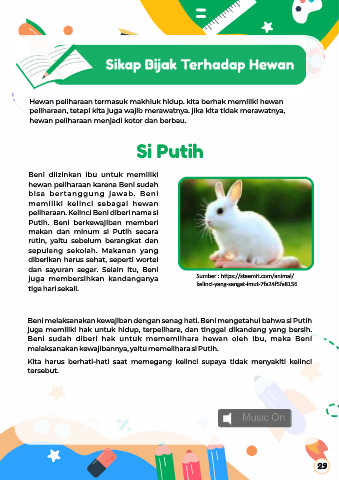 Sikap Bijak Terhadap Hewan
Hewan peliharaan termasuk makhluk hidup. kita berhak memiliki hewan
peliharaan, tetapi kita juga wajib merawatnya. jika kita tidak merawatnya,
hewan peliharaan menjadi kotor dan berbau.
Si Putih
Beni diizinkan ibu untuk memiliki
hewan peliharaan karena Beni sudah
bisa bertanggung jawab. Beni
memiliki kelinci sebagai hewan
peliharaan. Kelinci Beni diberi nama si
Putih. Beni berkewajiben memberi
makan dan minum si Putih secara
rutin, yaitu sebelum berangkat dan
sepulang sekolah. Makanan yang
diberikan harus sehat, seperti wortel
dan sayuran segar. Selain itu, Beni
juga membersihkan kandanganya
tiga hari sekali.
Sumber : https://steemit.com/animal/
kelinci-yang-sangat-imut-7fa24f5fa8156
Beni melaksanakan kewajiban dengan senag hati. Beni mengetahui bahwa si Putih
juga memiliki hak untuk hidup, terpelihara, dan tinggal dikandang yang bersih.
Beni sudah diberi hak untuk mememlihara hewan oleh ibu, maka Beni
melaksanakan kewajibannya, yaitu memelihara si Putih.
Kita harus berhati-hati saat memegang kelinci supaya tidak menyakiti kelinci
tersebut.
Music On
29